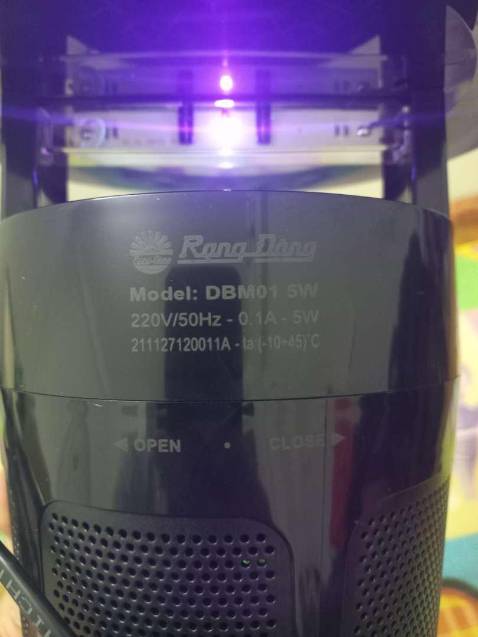 Rạng Đông
Model: DBM01 5W
220V/50Hz - 0.1A - 5W
211127120011A - ta:(-10÷45)°C
◀ OPEN • CLOSE ▶